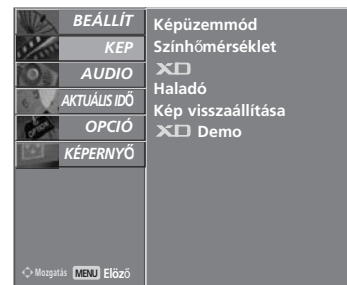 BEÁLLÍT
KEP
AUDIO
AKTUÁLIS IDŐ
OPCIÓ
KÉPERNYŐ
Mozgatás MENU Előző
Képüzemmód
Színhőmérséklet
XD
Haladó
Kép visszaállítása
XD Demo